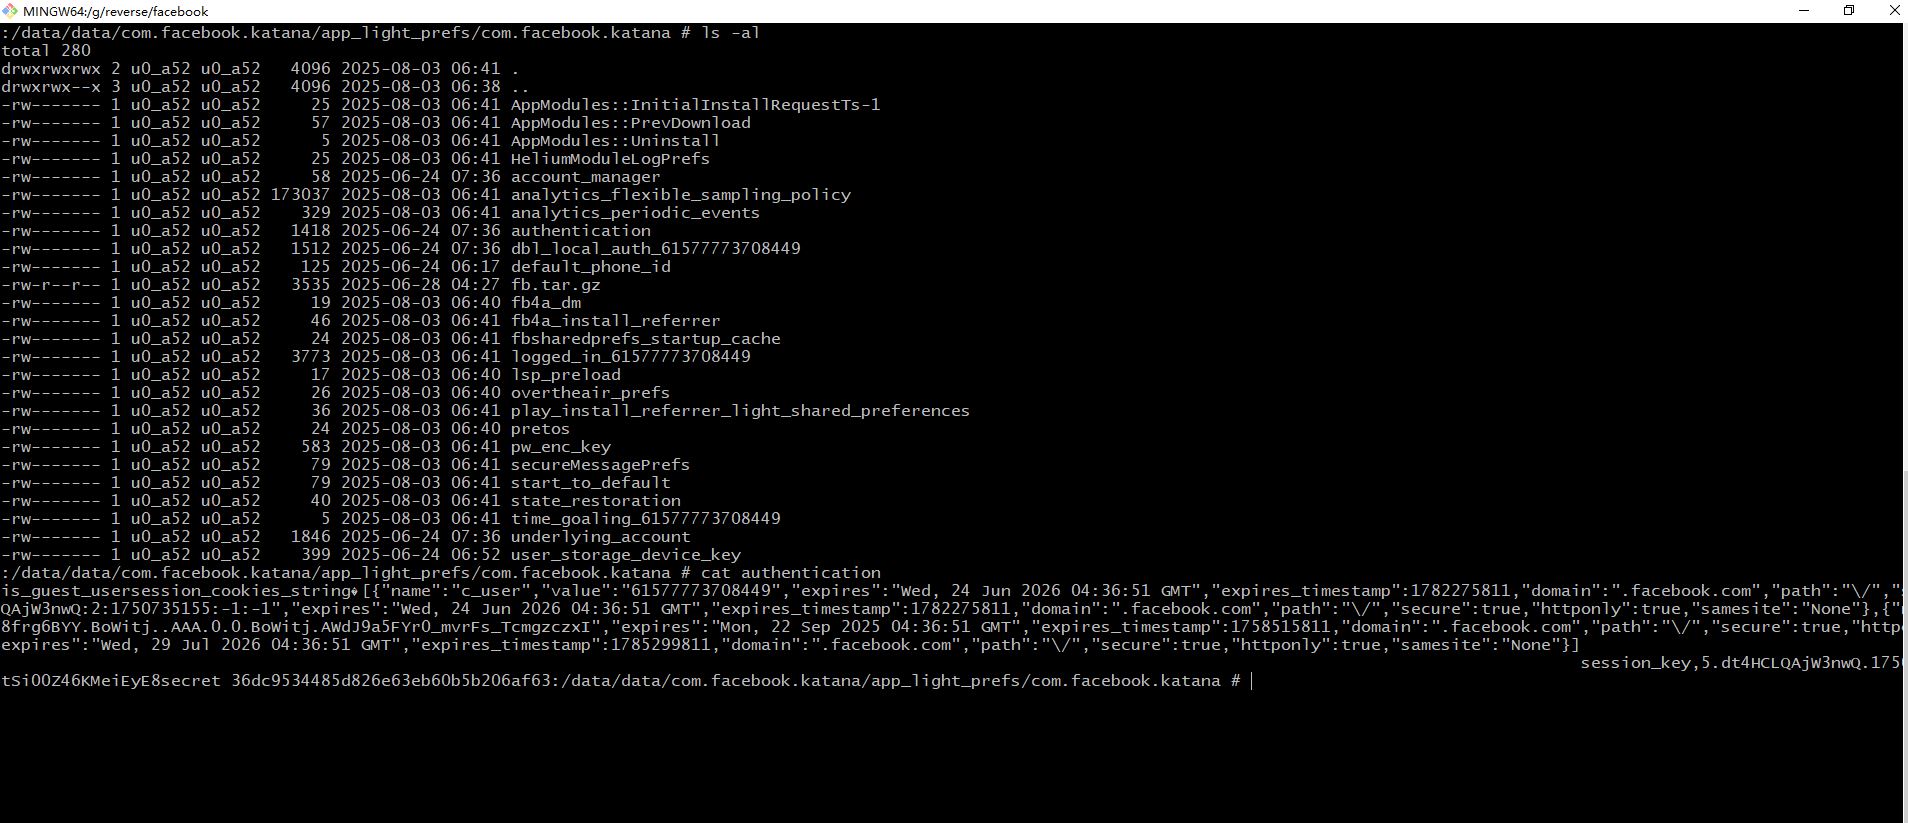 MINGW64:/g/reverse/facebook
:/data/data/com.facebook.katana/app_light_prefs/com.facebook.katana # ls -al
total 280
drwxrwxrwx 2 u0_a52 u0_a52   4096 2025-08-03 06:41 .
drwxrwx--x 3 u0_a52 u0_a52   4096 2025-08-03 06:38 ..
-rw------- 1 u0_a52 u0_a52     25 2025-08-03 06:41 AppModules::InitialInstallRequestTs-1
-rw------- 1 u0_a52 u0_a52     57 2025-08-03 06:41 AppModules::PrevDownload
-rw------- 1 u0_a52 u0_a52      5 2025-08-03 06:41 AppModules::Uninstall
-rw------- 1 u0_a52 u0_a52     25 2025-08-03 06:41 HeliumModuleLogPrefs
-rw------- 1 u0_a52 u0_a52     58 2025-06-24 07:36 account_manager
-rw------- 1 u0_a52 u0_a52 173037 2025-08-03 06:41 analytics_flexible_sampling_policy
-rw------- 1 u0_a52 u0_a52    329 2025-08-03 06:41 analytics_periodic_events
-rw------- 1 u0_a52 u0_a52   1418 2025-06-24 07:36 authentication
-rw------- 1 u0_a52 u0_a52   1512 2025-06-24 07:36 dbl_local_auth_61577773708449
-rw------- 1 u0_a52 u0_a52    125 2025-06-24 06:17 default_phone_id
-rw-r--r-- 1 u0_a52 u0_a52   3535 2025-06-28 04:27 fb.tar.gz
-rw------- 1 u0_a52 u0_a52     19 2025-08-03 06:40 fb4a_dm
-rw------- 1 u0_a52 u0_a52     46 2025-08-03 06:41 fb4a_install_referrer
-rw------- 1 u0_a52 u0_a52     24 2025-08-03 06:41 fbsharedprefs_startup_cache
-rw------- 1 u0_a52 u0_a52   3773 2025-08-03 06:41 logged_in_61577773708449
-rw------- 1 u0_a52 u0_a52     17 2025-08-03 06:40 lsp_preload
-rw------- 1 u0_a52 u0_a52     26 2025-08-03 06:40 overtheair_prefs
-rw------- 1 u0_a52 u0_a52     36 2025-08-03 06:41 play_install_referrer_light_shared_preferences
-rw------- 1 u0_a52 u0_a52     24 2025-08-03 06:40 pretos
-rw------- 1 u0_a52 u0_a52    583 2025-08-03 06:41 pw_enc_key
-rw------- 1 u0_a52 u0_a52     79 2025-08-03 06:41 secureMessagePrefs
-rw------- 1 u0_a52 u0_a52     79 2025-08-03 06:41 start_to_default
-rw------- 1 u0_a52 u0_a52     40 2025-08-03 06:41 state_restoration
-rw------- 1 u0_a52 u0_a52      5 2025-08-03 06:41 time_goaling_61577773708449
-rw------- 1 u0_a52 u0_a52   1846 2025-06-24 07:36 underlying_account
-rw------- 1 u0_a52 u0_a52    399 2025-06-24 06:52 user_storage_device_key
:/data/data/com.facebook.katana/app_light_prefs/com.facebook.katana # cat authentication
is_guest_usersession_cookies_string�[{"name":"c_user","value":"61577773708449","expires":"Wed, 24 Jun 2026 04:36:51 GMT","expires_timestamp":1782275811,"domain":".facebook.com","path":"\/","
QAjW3nwQ:2:1750735155:-1:-1","expires":"Wed, 24 Jun 2026 04:36:51 GMT","expires_timestamp":1782275811,"domain":".facebook.com","path":"\/","secure":true,"httponly":true,"samesite":"None"},{"
8frg6BYY.BoWitj..AAA.0.0.BoWitj.AWdJ9a5FYr0_mvrFs_TcmgzczxI","expires":"Mon, 22 Sep 2025 04:36:51 GMT","expires_timestamp":1758515811,"domain":".facebook.com","path":"\/","secure":true,"httpo
expires":"Wed, 29 Jul 2026 04:36:51 GMT","expires_timestamp":1785299811,"domain":".facebook.com","path":"\/","secure":true,"httponly":true,"samesite":"None"}]
session_key,5.dt4HCLQAjW3nwQ.175
tSi00Z46KMeiEyE8secret 36dc9534485d826e63eb60b5b206af63:/data/data/com.facebook.katana/app_light_prefs/com.facebook.katana #